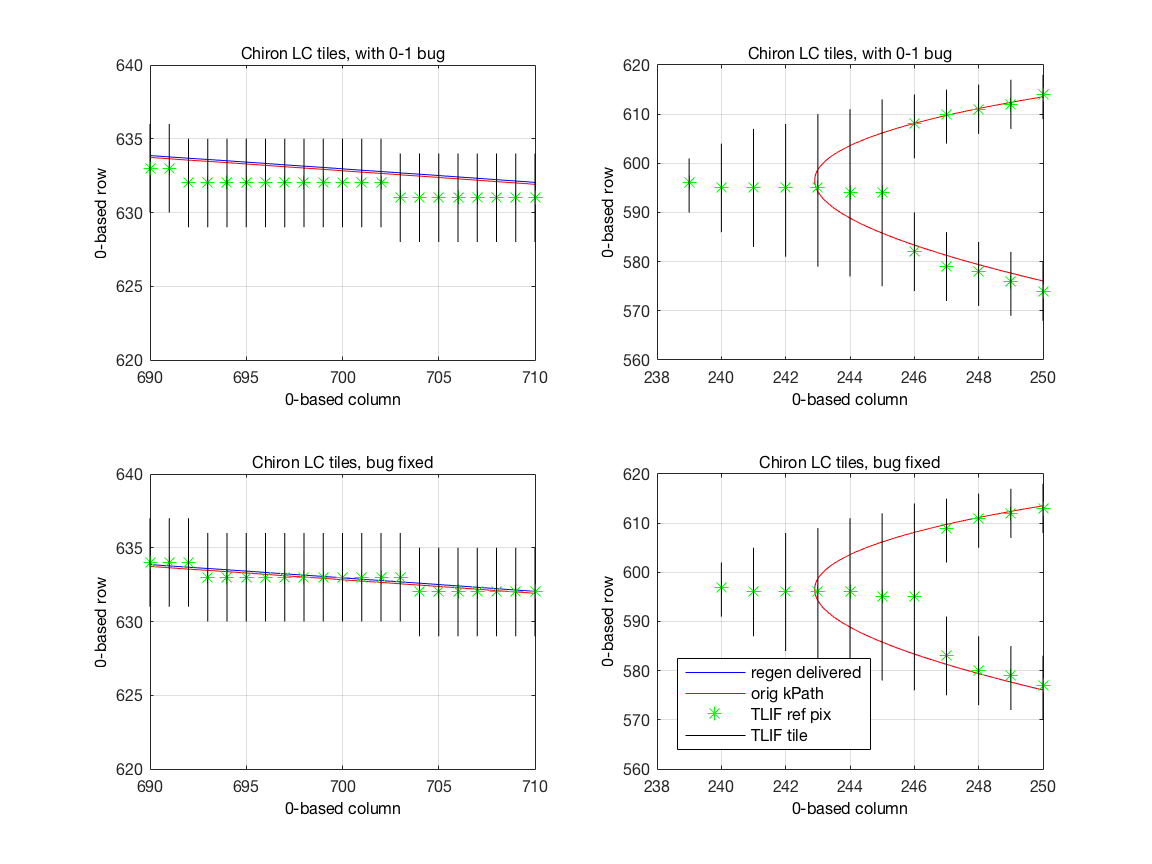 Chiron LC tiles, with 0-1 bug
640
635
630
625
620
690 695 700 705 710
0-based row
0-based column
Chiron LC tiles, with 0-1 bug
620
610
600
590
580
570
560
238 240 242 244 246 248 250
0-based row
0-based column
Chiron LC tiles, bug fixed
640
635
630
625
620
690 695 700 705 710
0-based row
0-based column
Chiron LC tiles, bug fixed
620
610
600
590
580
570
560
238 240 242 244 246 248 250
0-based row
0-based column
regen delivered
orig kPath
TLIF ref pix
TLIF tile